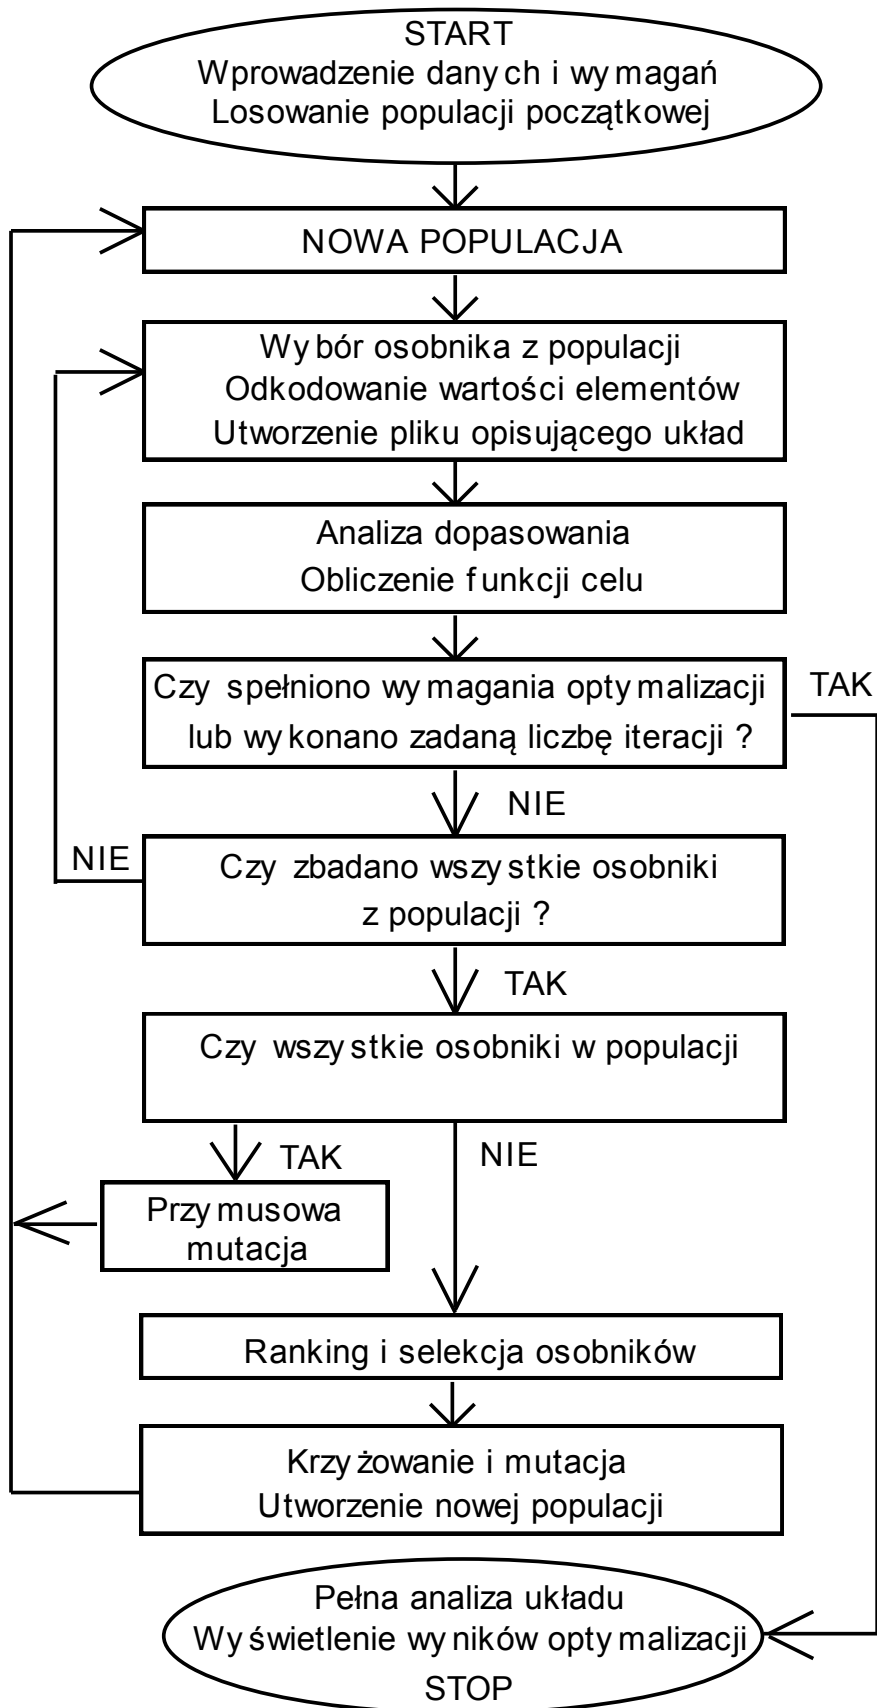 START
Wprowadzenie danych i wymagań
Losowanie populacji początkowej
NOWA POPULACJA
Wybór osobnika z populacji
Odkodowanie wartości elementów
Utworzenie pliku opisującego układ
Analiza dopasowania
Obliczenie funkcji celu
Czy spełniono wymagania optymalizacji
lub wykonano zadaną liczbę iteracji ?
TAK
NIE
NIE
Czy zbadano wszystkie osobniki
z populacji ?
TAK
Czy wszystkie osobniki w populacji
TAK
NIE
Przymusowa
mutacja
Ranking i selekcja osobników
Krzyżowanie i mutacja
Utworzenie nowej populacji
Pełna analiza układu
Wyświetlenie wyników optymalizacji
STOP